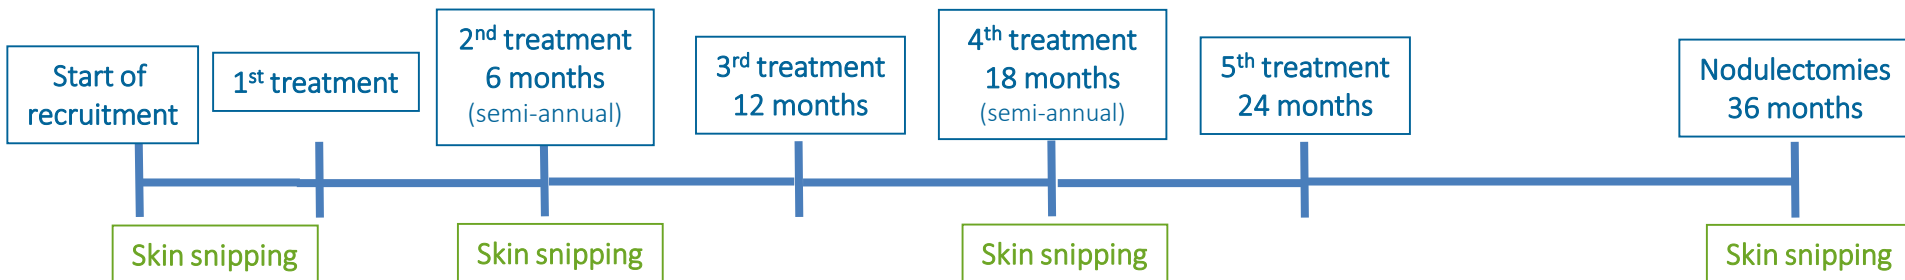 Start of
recruitment
1st treatment
2nd treatment
6 months
(semi-annual)
3rd treatment
12 months
4th treatment
18 months
(semi-annual)
5th treatment
24 months
Nodulectomies
36 months
Skin snipping
Skin snipping
Skin snipping
Skin snipping